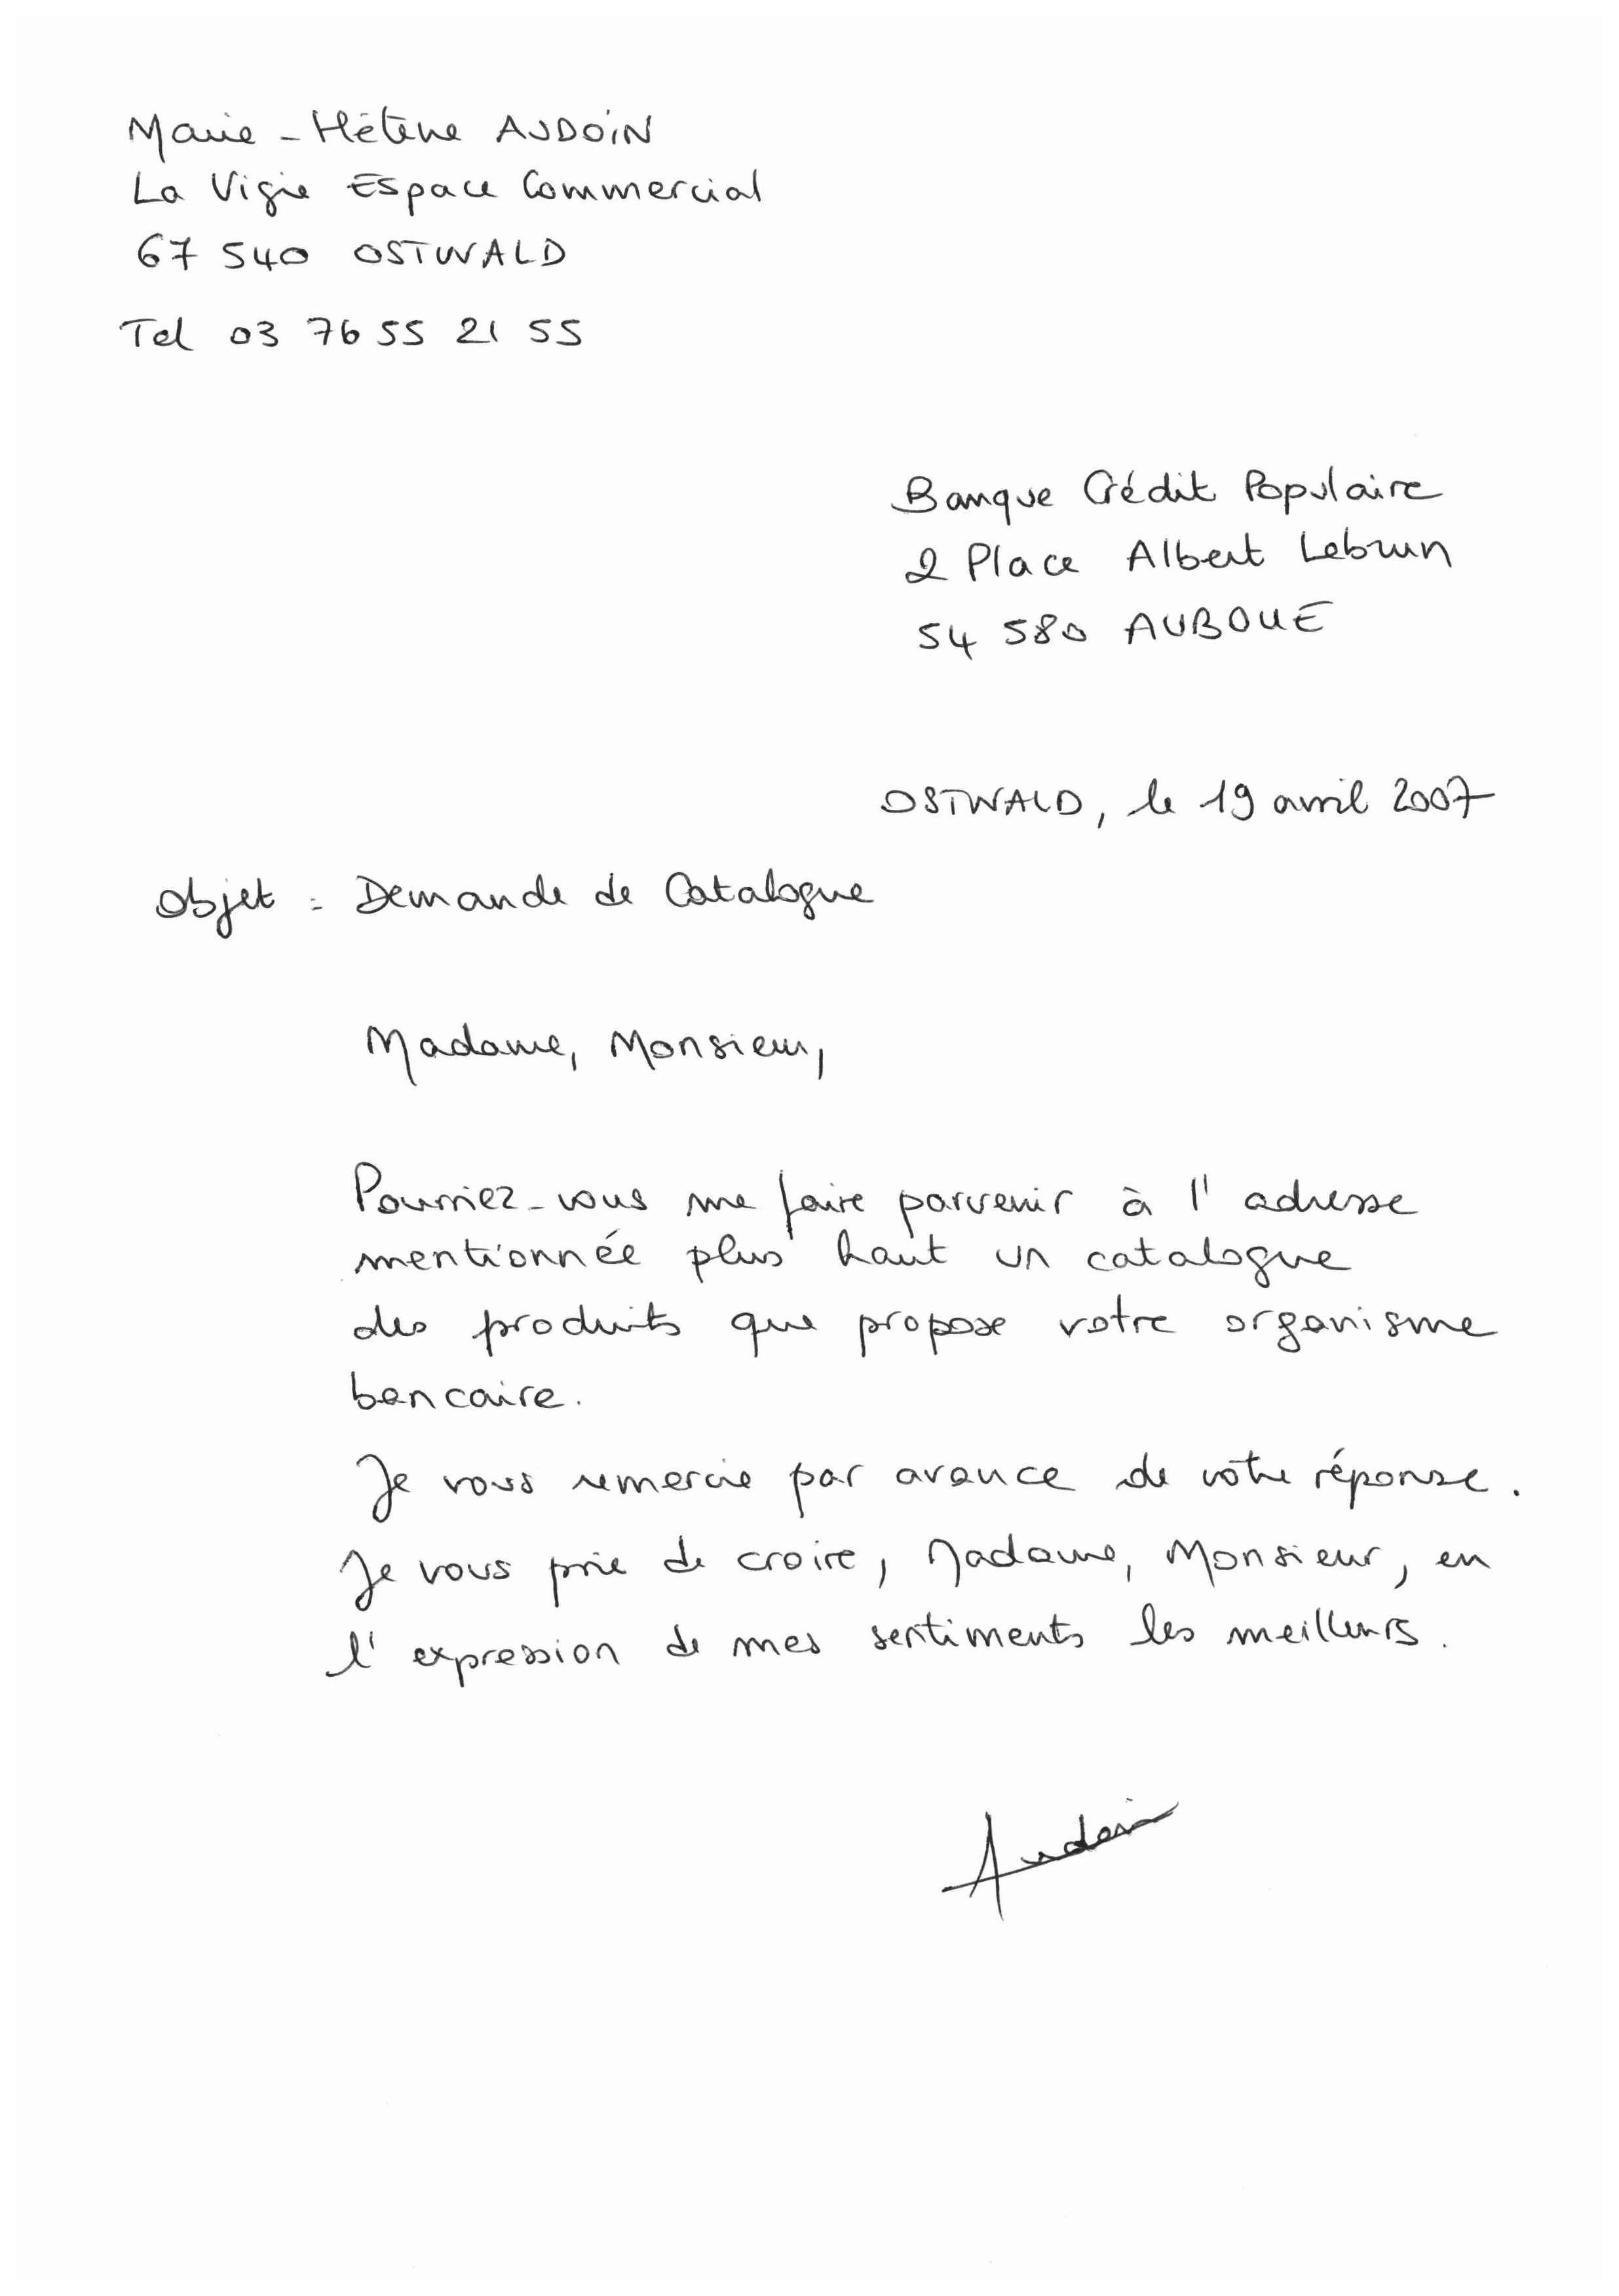 Marie-Hélène AUDOIN
La Vigie Espace Commercial
67 540 OSTWALD
Tel 03 76 55 21 55
Banque Crédit Populaire
2 Place Albert Lebrun
54 580 AUBOUE
OSTWALD, le 19 avril 2007
Objet : Demande de Catalogue
Madame, Monsieur,
Pourriez-vous me faire parvenir à l'adresse
mentionnée plus haut un catalogue
des produits que propose votre organisme
bancaire.
Je vous remercie par avance de votre réponse.
Je vous prie de croire, Madame, Monsieur, en
l'expression de mes sentiments les meilleurs.
Audoin